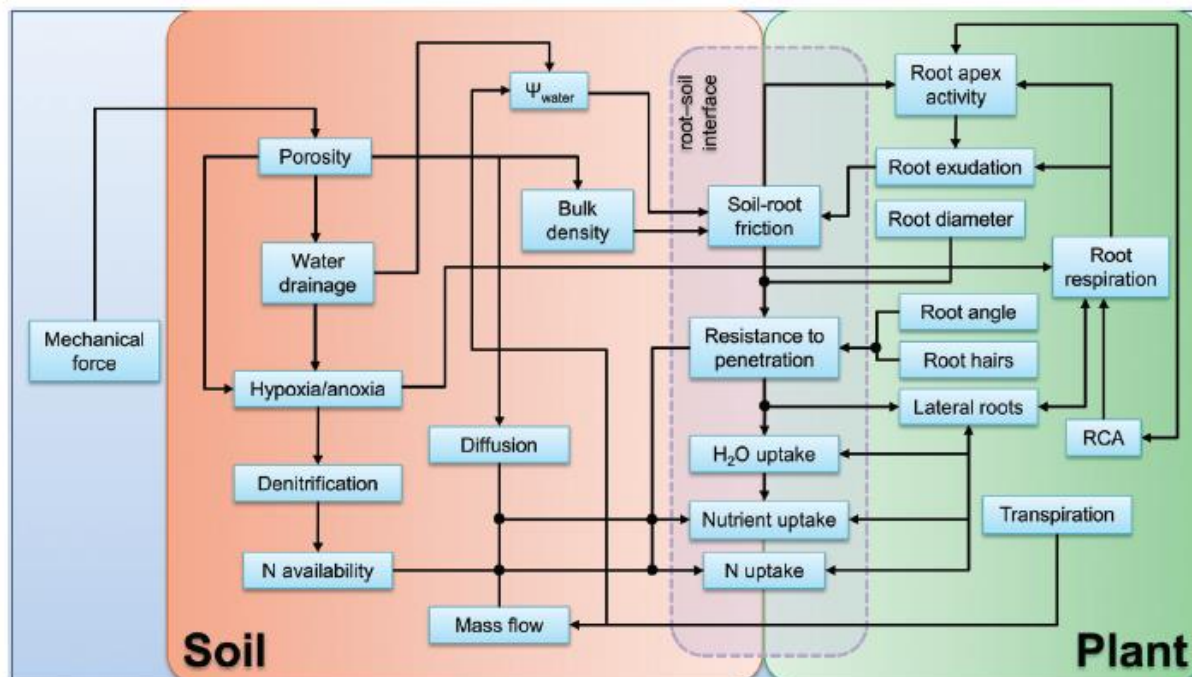 Ψwater
root–soil
interface
Root apex
activity
Porosity
Root exudation
Bulk
density
Soil-root
friction
Root diameter
Water
drainage
Root
respiration
Mechanical
force
Resistance to
penetration
Root angle
Root hairs
Hypoxia/anoxia
Lateral roots
Diffusion
H₂O uptake
RCA
Denitrification
Nutrient uptake
Transpiration
N availability
N uptake
Mass flow
Soil
Plant